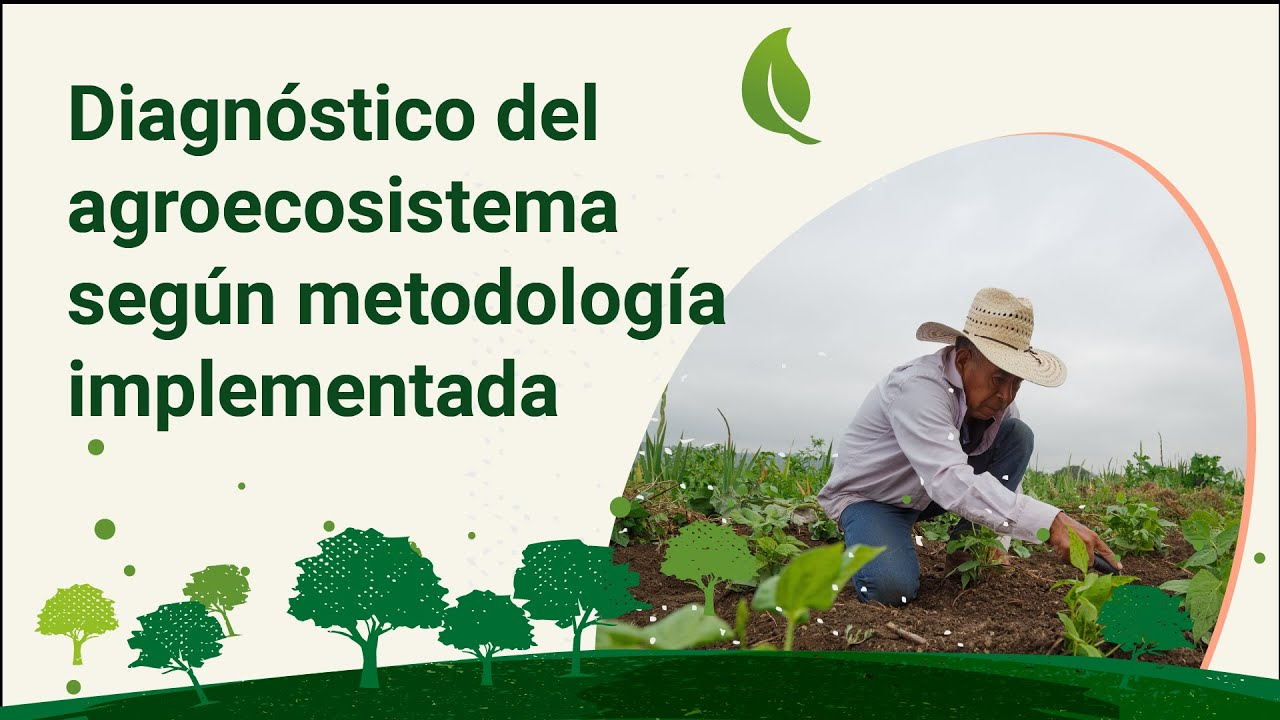 Diagnóstico del
agroecosistema
según metodología
implementada